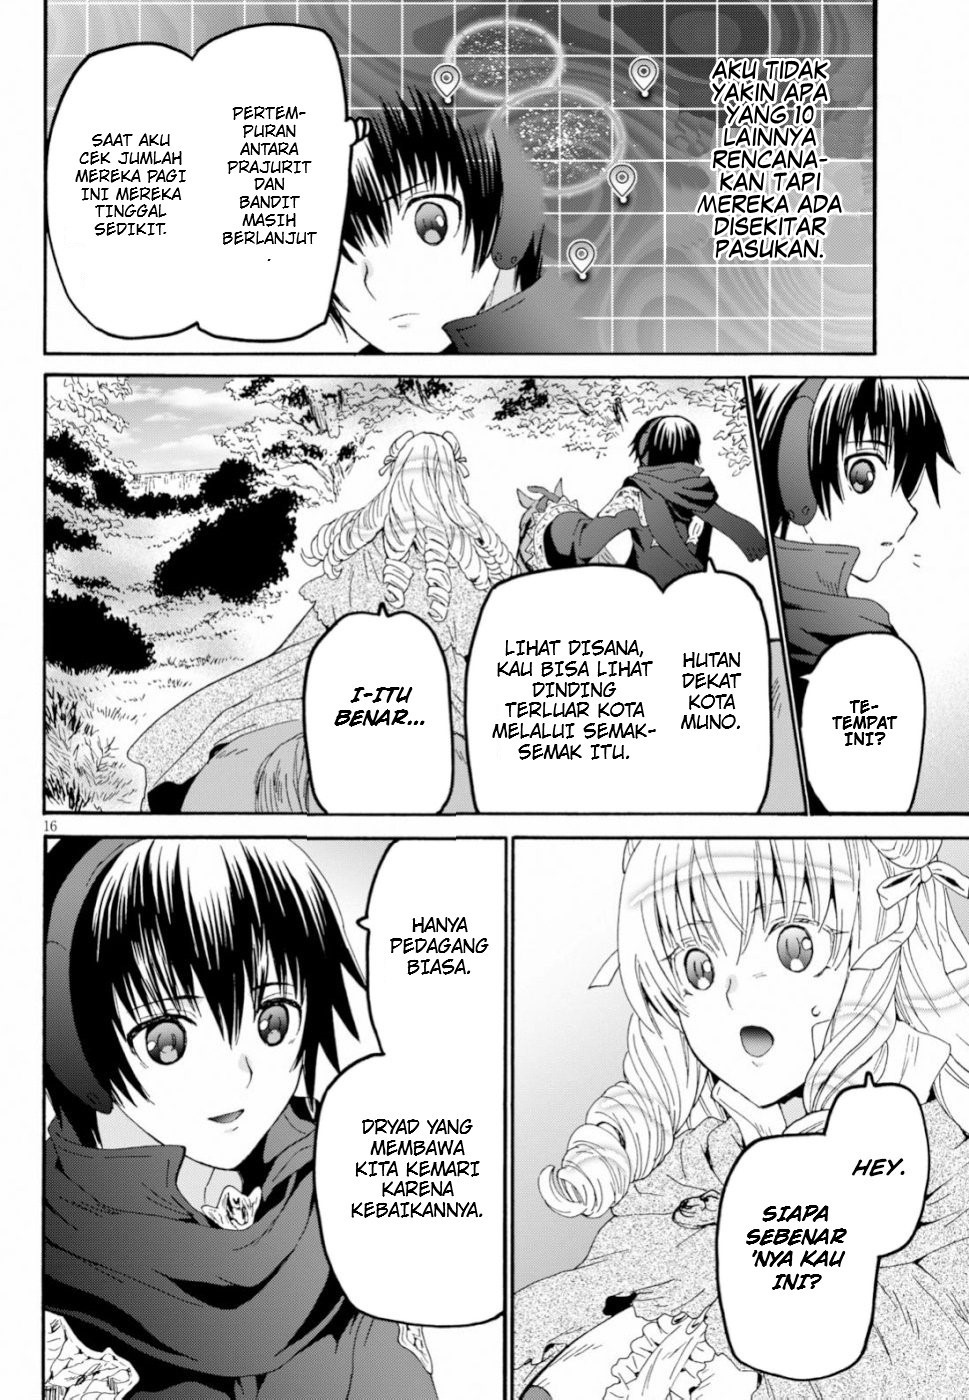 AKU TIDAK
YAKIN APA
YANG 10
LAINNYA
RENCANA-
KAN TAPI
MEREKA ADA
DISEKITAR
PASUKAN.
PERTEM-
PURAN
ANTARA
PRAJURIT
DAN
BANDIT
MASIH
BERLANJUT
.
SAAT AKU
CEK JUMLAH
MEREKA PAGI
INI MEREKA
TINGGAL
SEDIKIT.
TE-
TEMPAT
INI?
HUTAN
DEKAT
KOTA
MUNO.
LIHAT DISANA,
KAU BISA LIHAT
DINDING
TERLUAR KOTA
MELALUI SEMAK-
SEMAK ITU.
I-ITU
BENAR...
16
HEY.
SIAPA
SEBENAR
'NYA KAU
INI?
HANYA
PEDAGANG
BIASA.
DRYAD YANG
MEMBAWA
KITA KEMARI
KARENA
KEBAIKANNYA.